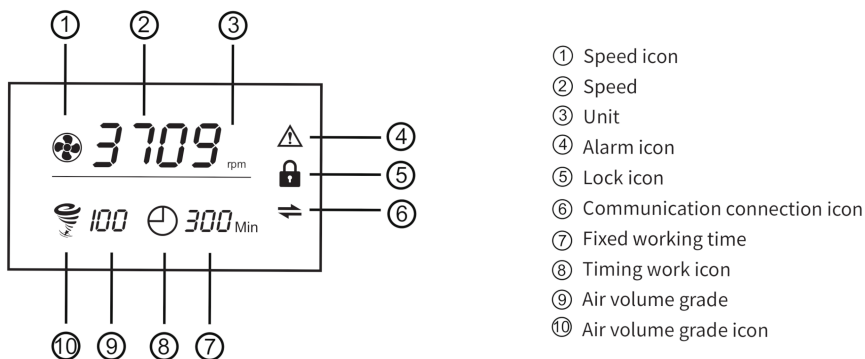 ① ② ③
3709 rpm
④
⑤
⑥
100 300 Min
⑩ ⑨ ⑧ ⑦
① Speed icon
② Speed
③ Unit
④ Alarm icon
⑤ Lock icon
⑥ Communication connection icon
⑦ Fixed working time
⑧ Timing work icon
⑨ Air volume grade
⑩ Air volume grade icon